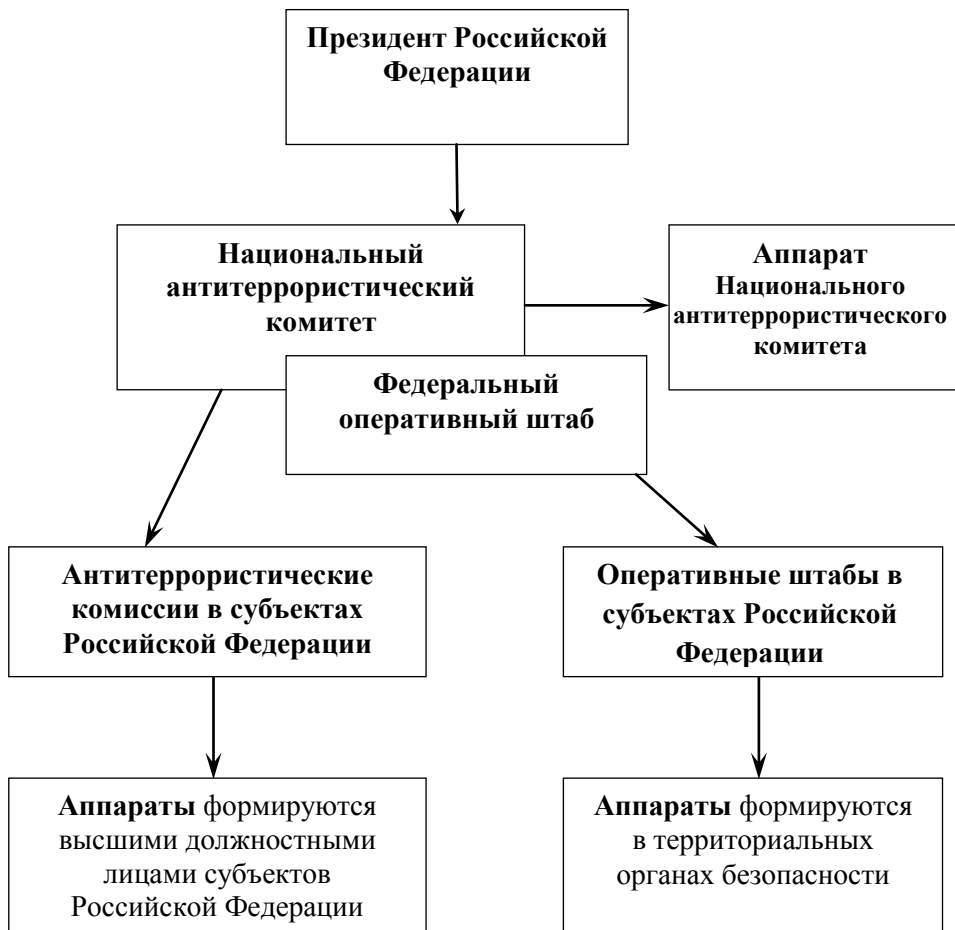 Президент Российской
Федерации
Национальный
антитеррористический
комитет
Аппарат
Национального
антитеррористического
комитета
Федеральный
оперативный штаб
Антитеррористические
комиссии в субъектах
Российской Федерации
Оперативные штабы в
субъектах Российской
Федерации
Аппараты формируются
высшими должностными
лицами субъектов
Российской Федерации
Аппараты формируются
в территориальных
органах безопасности